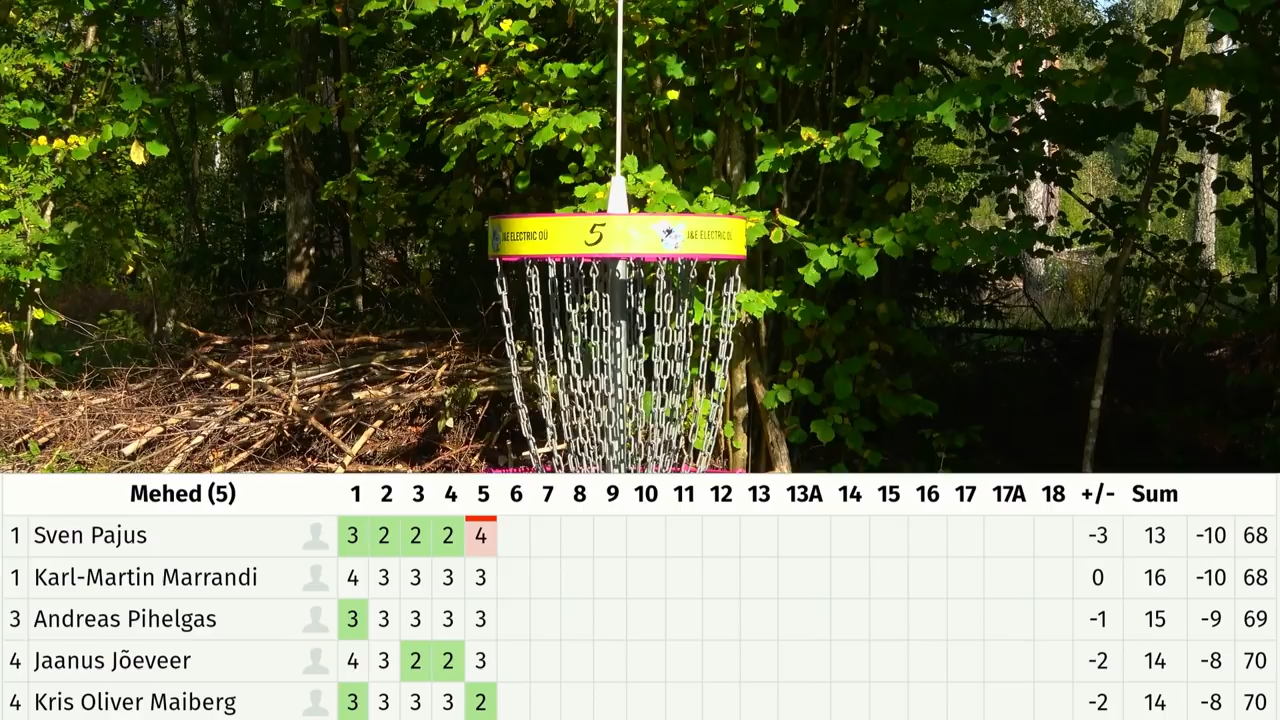 J&E ELECTRIC OÜ 5 J&E ELECTRIC OÜ
Mehed (5) 1 2 3 4 5 6 7 8 9 10 11 12 13 13A 14 15 16 17 17A 18 +/- Sum
1 Sven Pajus 3 2 2 2 4 -3 13 -10 68
1 Karl-Martin Marrandi 4 3 3 3 3 0 16 -10 68
3 Andreas Pihelgas 3 3 3 3 3 -1 15 -9 69
4 Jaanus Jõeveer 4 3 2 2 3 -2 14 -8 70
4 Kris Oliver Maiberg 3 3 3 3 2 -2 14 -8 70